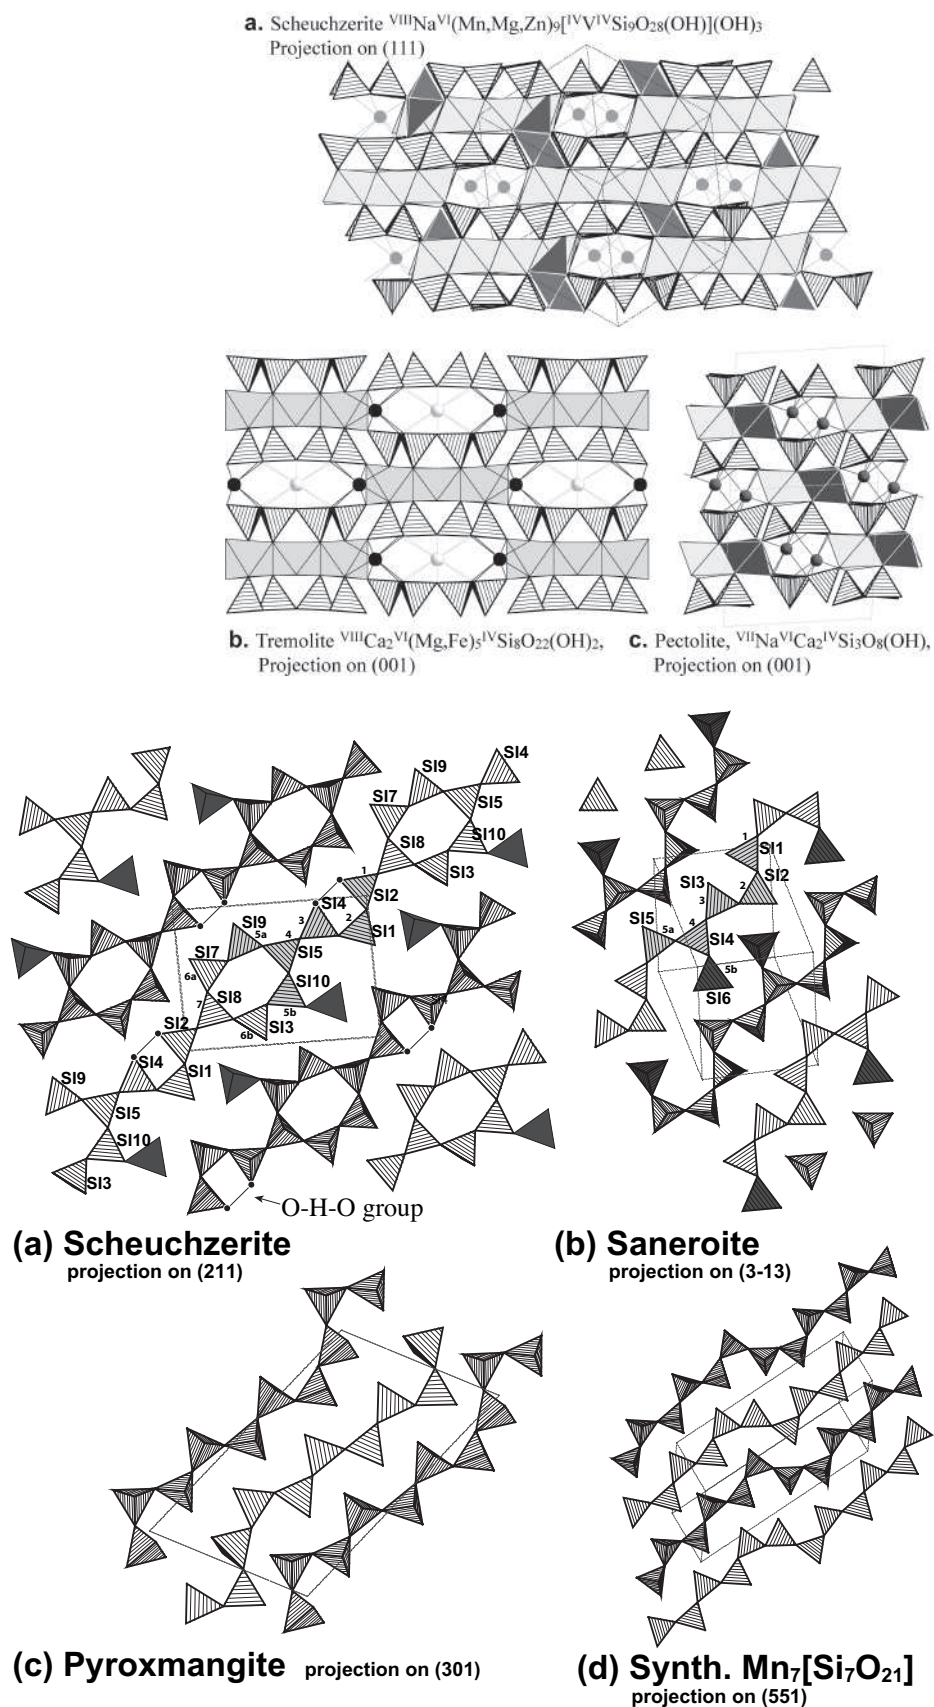 a. Scheuchzerite VIIINaVI(Mn,Mg,Zn)9[IVVIVSi9O28(OH)](OH)3
Projection on (111)
b. Tremolite VIIICa2VI(Mg,Fe)5IVSi8O22(OH)2,
Projection on (001)
c. Pectolite, VIINaVICa2IVSi3O8(OH),
Projection on (001)
SI4
SI9
SI5
SI7
SI10
SI8
SI3
1
SI2
SI4
3
2
SI9
5a
4
SI1
SI5
SI7
6a
SI10
SI8
7
5b
SI3
6b
SI2
SI4
SI1
SI9
SI5
SI10
SI3
O-H-O group
1
SI1
SI3
SI2
2
3
SI5
4
5a
SI4
5b
SI6
(a) Scheuchzerite
projection on (211)
(b) Saneroite
projection on (3-13)
(c) Pyroxmangite projection on (301)
(d) Synth. Mn7[Si7O21]
projection on (551)